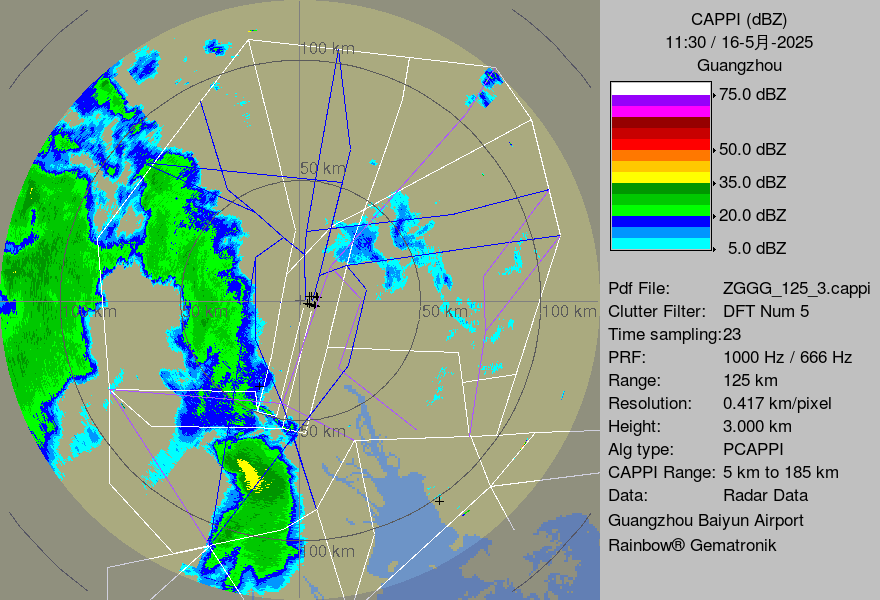 CAPPI (dBZ)
11:30 / 16-5月-2025
Guangzhou
75.0 dBZ
50.0 dBZ
35.0 dBZ
20.0 dBZ
5.0 dBZ
Pdf File: ZGGG_125_3.cappi
Clutter Filter: DFT Num 5
Time sampling:23
PRF: 1000 Hz / 666 Hz
Range: 125 km
Resolution: 0.417 km/pixel
Height: 3.000 km
Alg type: PCAPPI
CAPPI Range: 5 km to 185 km
Data: Radar Data
Guangzhou Baiyun Airport
Rainbow® Gematronik
100 km
50 km
100 km
50 km
50 km
100 km
50 km
100 km